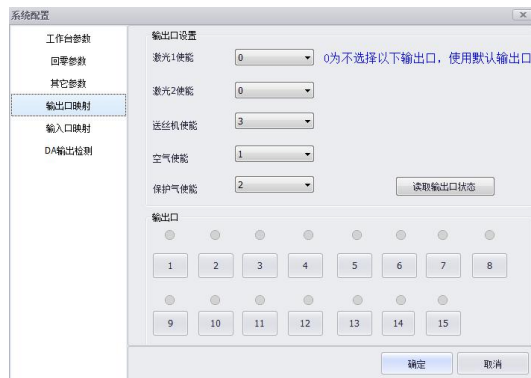 系统配置
工作台参数
回零参数
其它参数
输出口映射
输入口映射
DA输出检测
输出口设置
激光1使能 0 0为不选择以下输出口，使用默认输出口
激光2使能 0
送丝机使能 3
空气使能 1
保护气使能 2 读取输出口状态
输出口
1 2 3 4 5 6 7 8
9 10 11 12 13 14 15
确定 取消